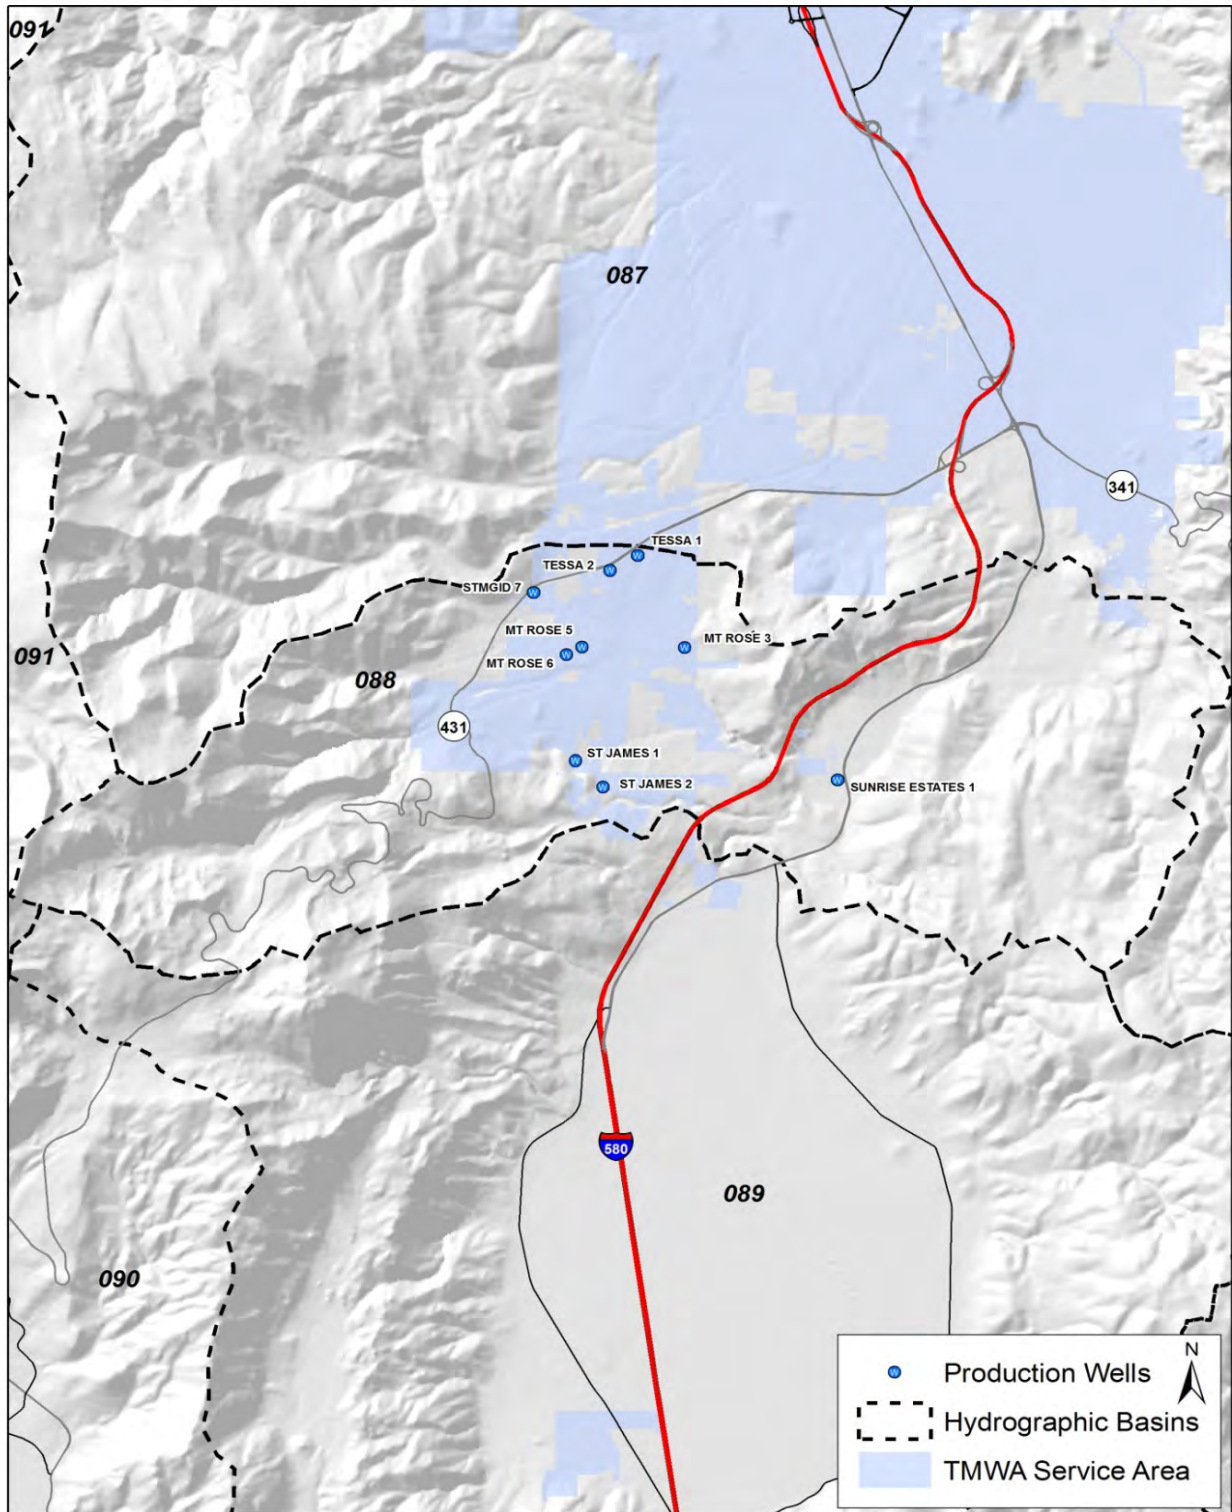 091
087
341
TESSA 1
TESSA 2
STMGID 7
MT ROSE 5
MT ROSE 3
MT ROSE 6
091
088
431
ST JAMES 1
ST JAMES 2
SUNRISE ESTATES 1
580
089
090
N
W Production Wells
Hydrographic Basins
TMWA Service Area